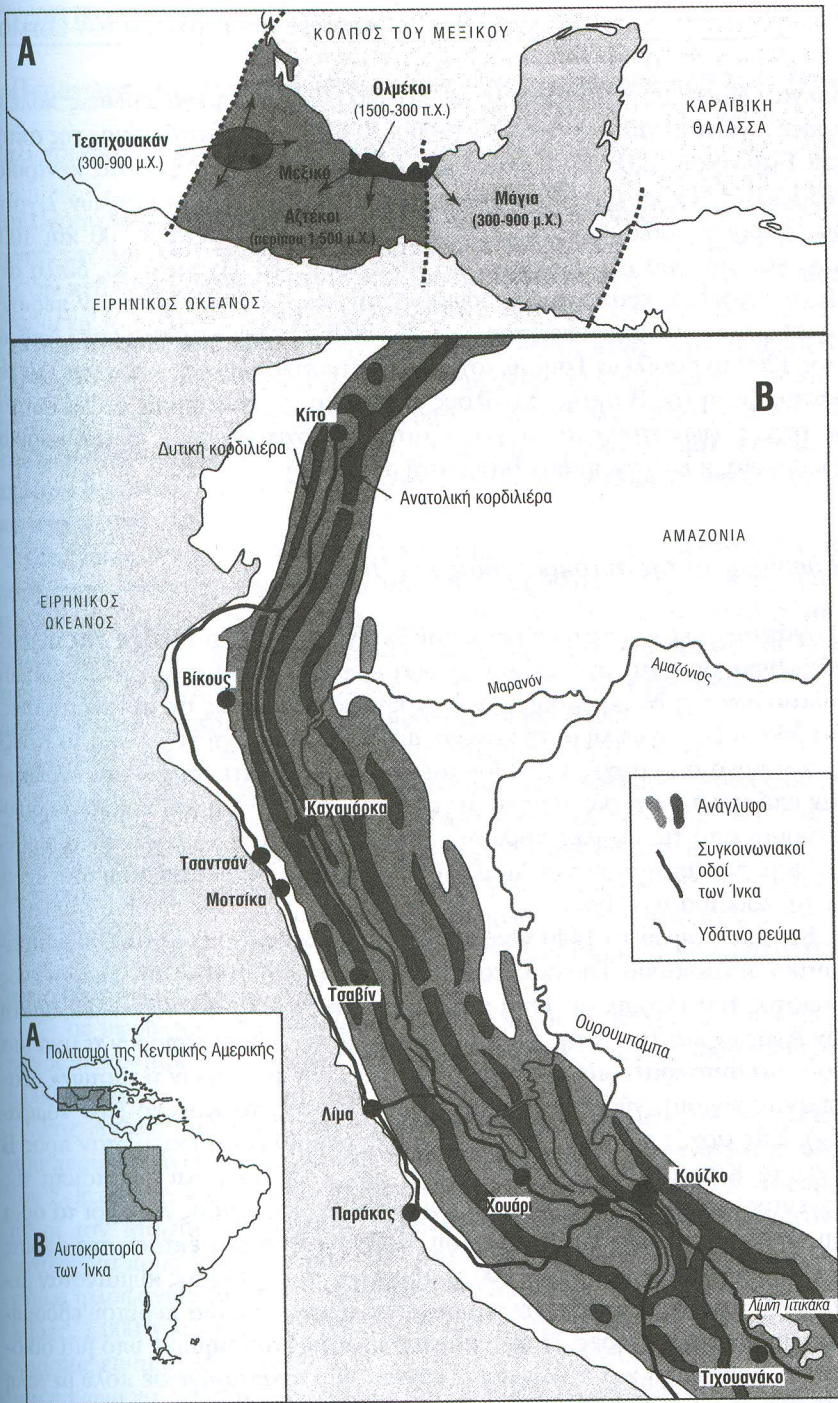 A
ΚΟΛΠΟΣ ΤΟΥ ΜΕΞΙΚΟΥ
Ολμέκοι
(1500-300 π.Χ.)
ΚΑΡΑΪΒΙΚΗ
ΘΑΛΑΣΣΑ
Τεοτιχουακάν
(300-900 μ.Χ.)
Μεξικό
Μάγια
(300-900 μ.Χ.)
Αζτέκοι
(περίπου 1.500 μ.Χ.)
ΕΙΡΗΝΙΚΟΣ ΩΚΕΑΝΟΣ
B
Κίτο
Δυτική κορδιλιέρα
Ανατολική κορδιλιέρα
ΑΜΑΖΟΝΙΑ
ΕΙΡΗΝΙΚΟΣ
ΩΚΕΑΝΟΣ
Βίκους
Μαρανόν
Αμαζόνιος
Καχαμάρκα
Τσαντσάν
Μοτσίκα
Ανάγλυφο
Συγκοινωνιακοί
οδοί
των Ίνκα
Υδάτινο ρεύμα
Τσαβίν
Ουρουμπάμπα
Λίμα
Κούζκο
Χουάρι
Παράκας
Λίμνη Τιτικάκα
Τιχουανάκο
A
Πολιτισμοί της Κεντρικής Αμερικής
B Αυτοκρατορία
των Ίνκα